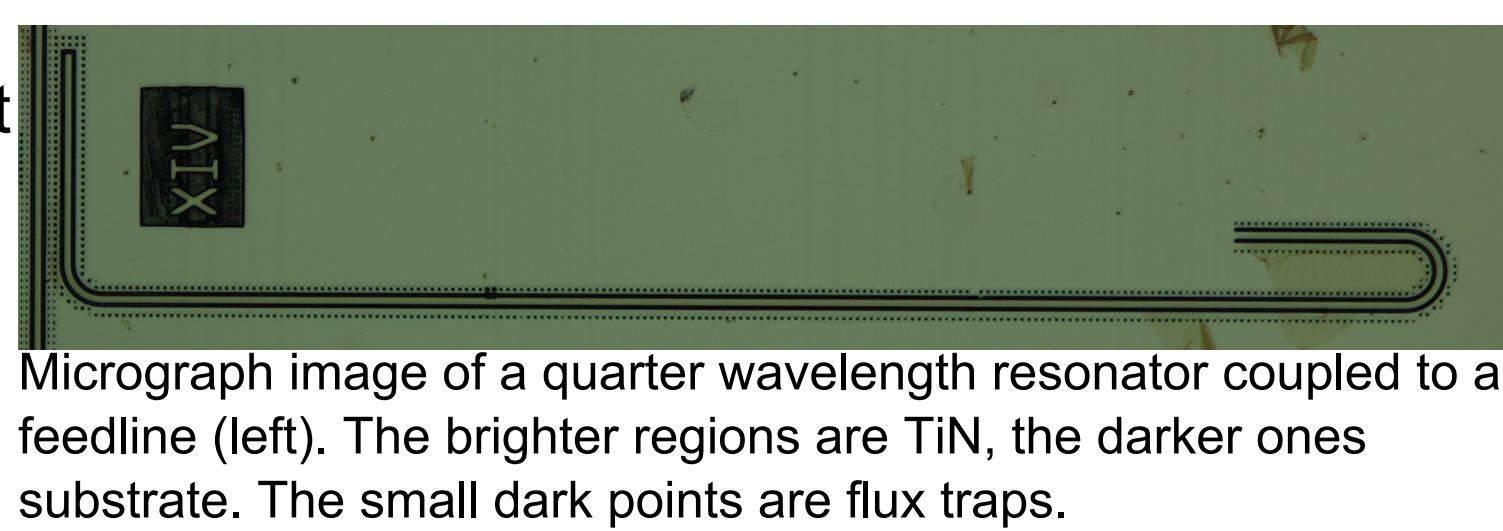 t
XIV
Micrograph image of a quarter wavelength resonator coupled to a
feedline (left). The brighter regions are TiN, the darker ones
substrate. The small dark points are flux traps.